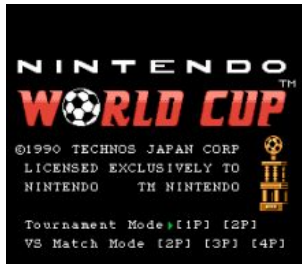 NINTENDO
TM
WORLD CUP
©1990 TECHNOS JAPAN CORP
LICENSED EXCLUSIVELY TO
NINTENDO TM NINTENDO
Tournament Mode [1P] [2P]
VS Match Mode [2P] [3P] [4P]